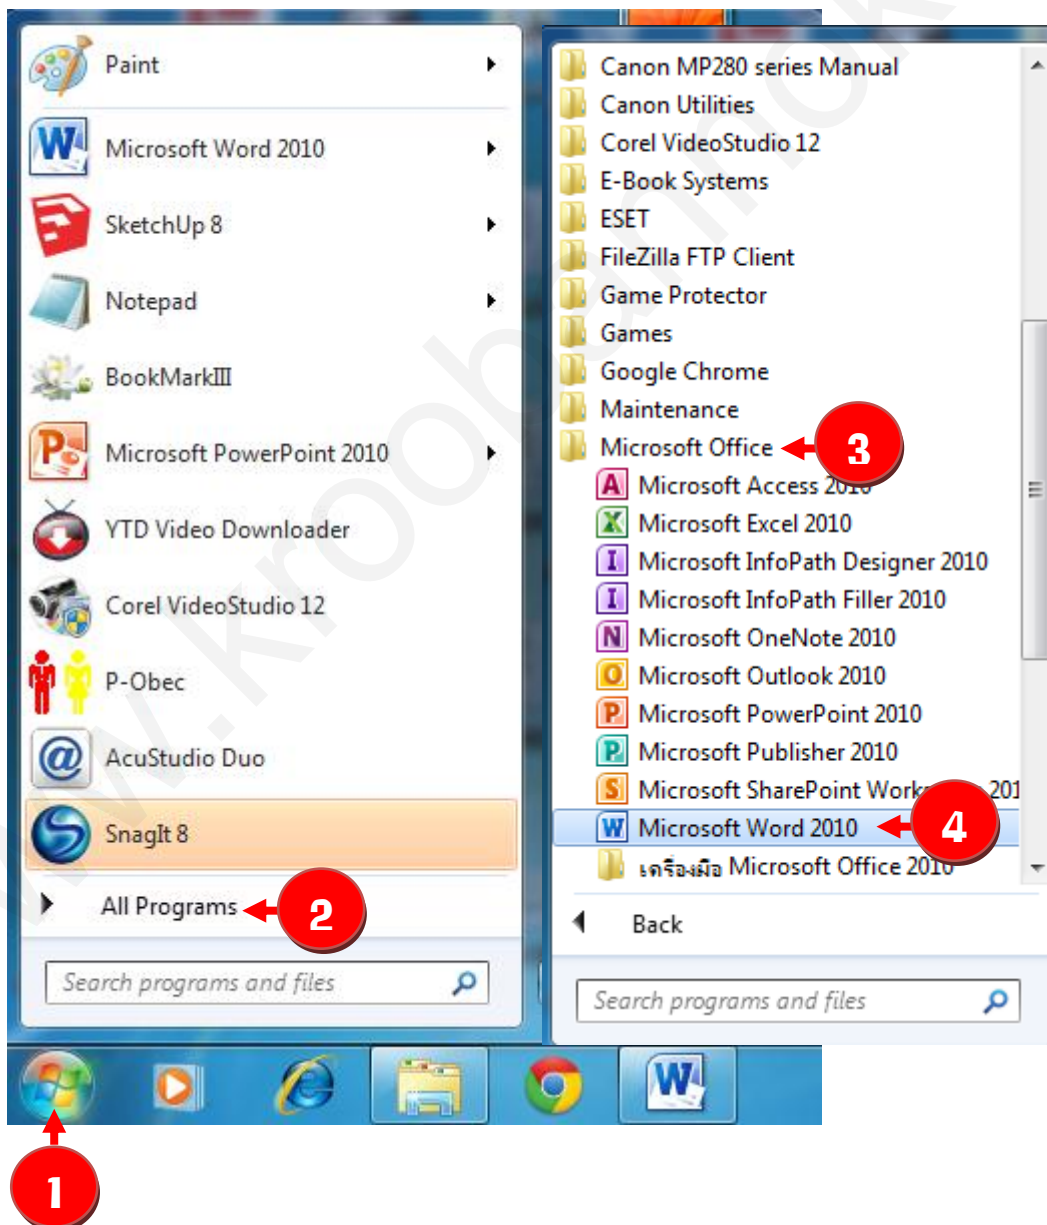 Paint
Microsoft Word 2010
SketchUp 8
Notepad
BookMarkIII
Microsoft PowerPoint 2010
YTD Video Downloader
Corel VideoStudio 12
P-Obec
AcuStudio Duo
SnagIt 8
All Programs
2
Search programs and files
1
Canon MP280 series Manual
Canon Utilities
Corel VideoStudio 12
E-Book Systems
ESET
FileZilla FTP Client
Game Protector
Games
Google Chrome
Maintenance
Microsoft Office
3
Microsoft Access 2010
Microsoft Excel 2010
Microsoft InfoPath Designer 2010
Microsoft InfoPath Filler 2010
Microsoft OneNote 2010
Microsoft Outlook 2010
Microsoft PowerPoint 2010
Microsoft Publisher 2010
Microsoft SharePoint Work 201
Microsoft Word 2010
4
เครื่องมือ Microsoft Office 2010
Back
Search programs and files